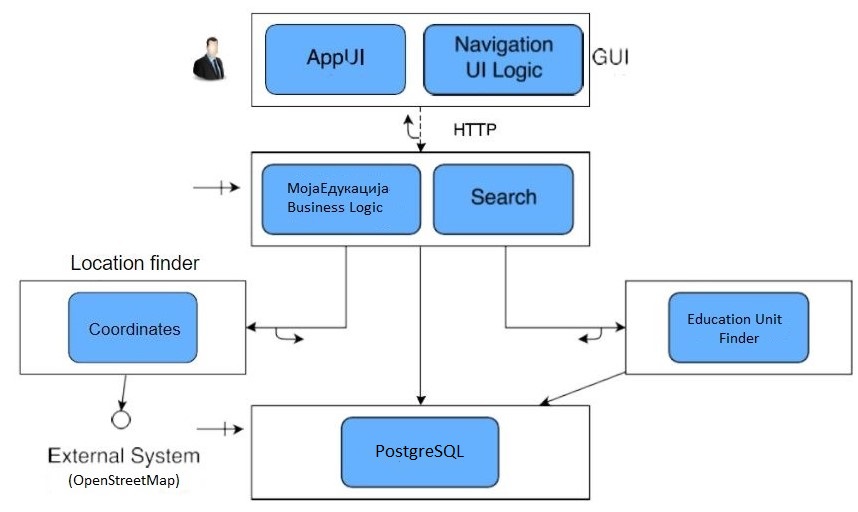 AppUI
Navigation
UI Logic
GUI
HTTP
МојаЕдукација
Business Logic
Search
Location finder
Coordinates
Education Unit
Finder
External System
(OpenStreetMap)
PostgreSQL